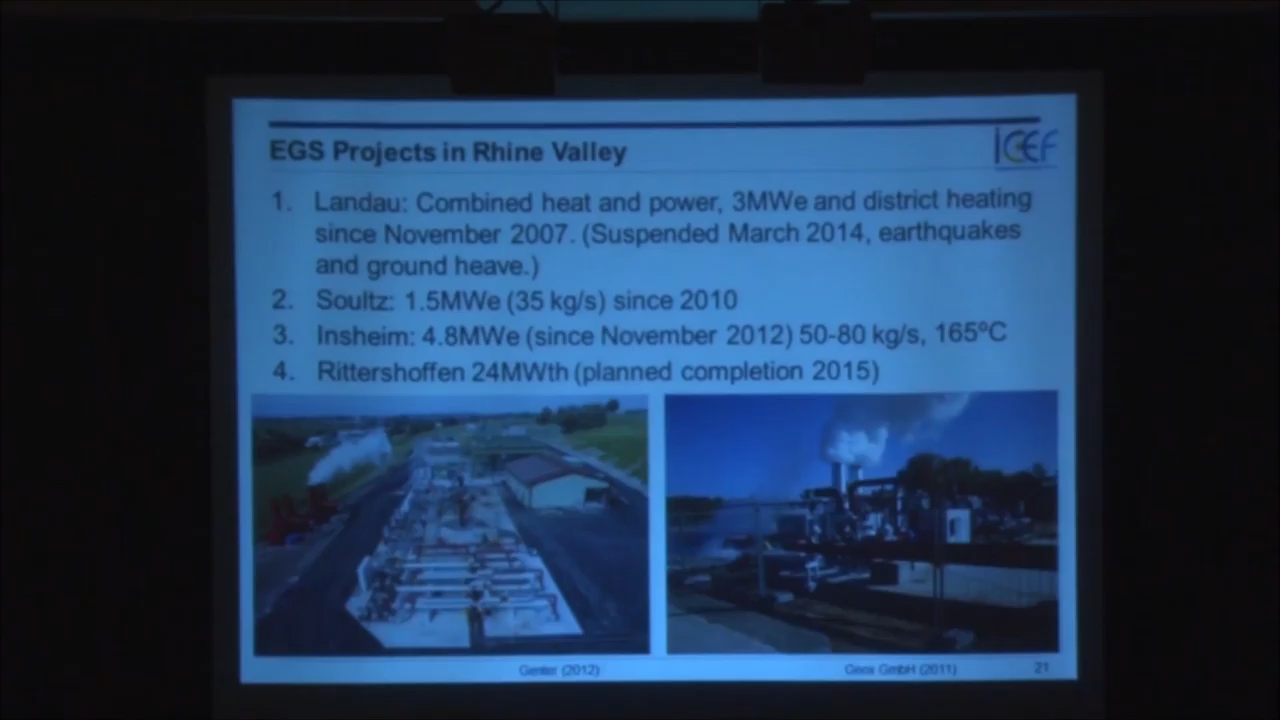 EGS Projects in Rhine Valley
ICEF
1. Landau: Combined heat and power, 3MWe and district heating
since November 2007. (Suspended March 2014, earthquakes
and ground heave.)
2. Soultz: 1.5MWe (35 kg/s) since 2010
3. Insheim: 4.8MWe (since November 2012) 50-80 kg/s, 165ºC
4. Rittershoffen 24MWth (planned completion 2015)
Genter (2012)
Geox GmbH (2011)
21